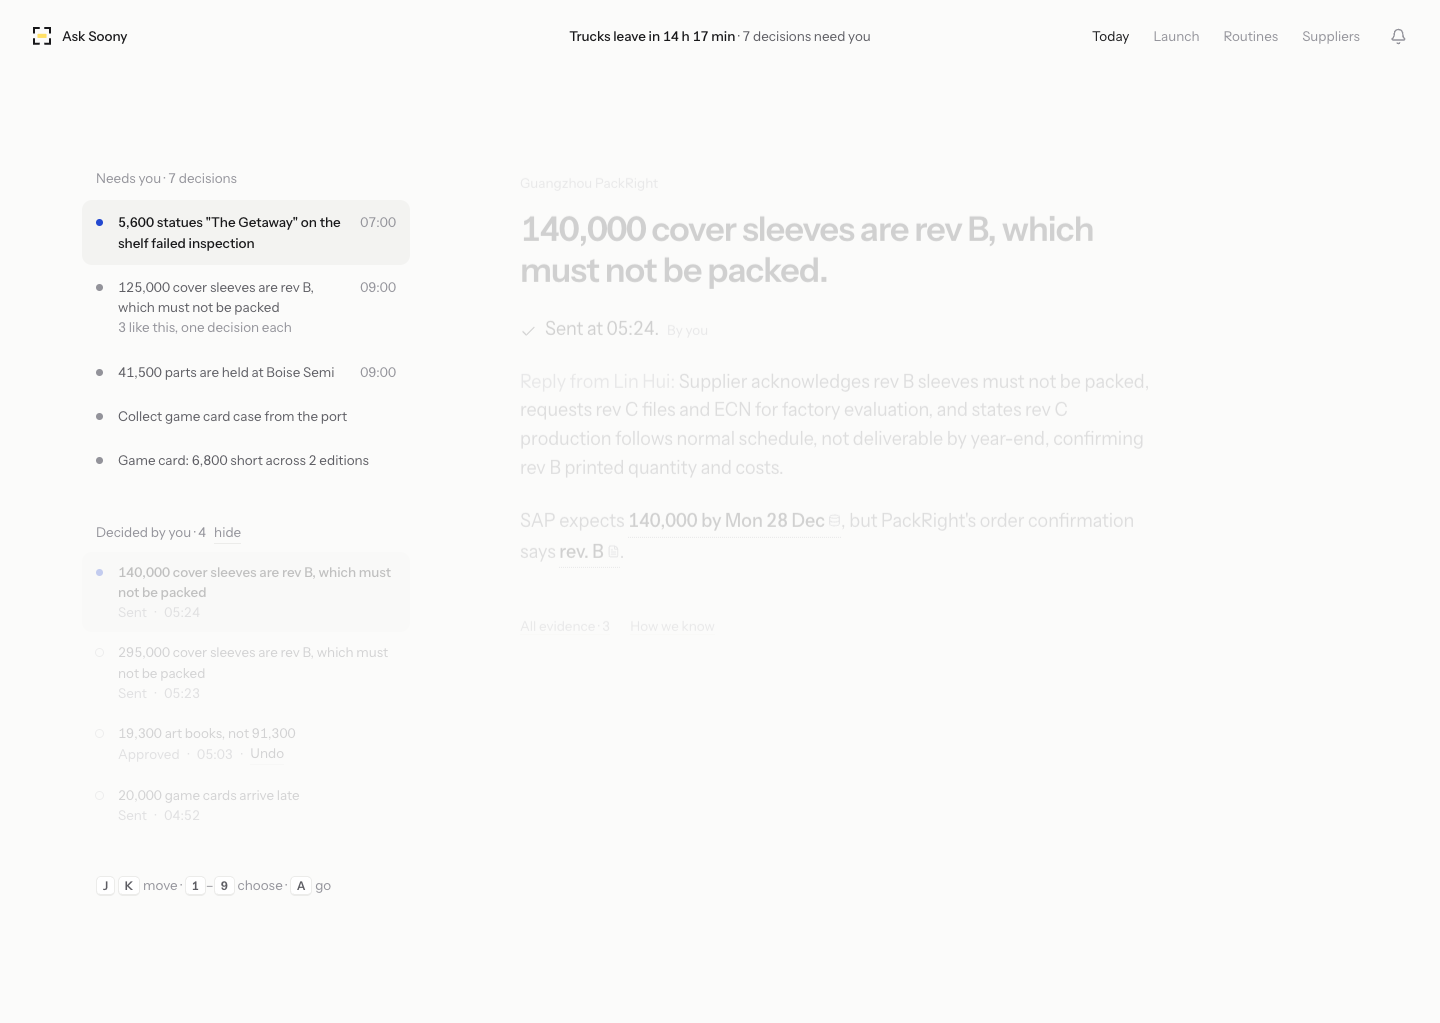 Ask Soony
Trucks leave in 14 h 17 min · 7 decisions need you
Today
Launch
Routines
Suppliers
Needs you · 7 decisions
5,600 statues "The Getaway" on the
shelf failed inspection
07:00
125,000 cover sleeves are rev B,
which must not be packed
3 like this, one decision each
09:00
41,500 parts are held at Boise Semi
09:00
Collect game card case from the port
Game card: 6,800 short across 2 editions
Decided by you · 4 hide
140,000 cover sleeves are rev B, which must
not be packed
Sent · 05:24
295,000 cover sleeves are rev B, which must
not be packed
Sent · 05:23
19,300 art books, not 91,300
Approved · 05:03 · Undo
20,000 game cards arrive late
Sent · 04:52
J K move · 1 – 9 choose · A go
Guangzhou PackRight
140,000 cover sleeves are rev B, which
must not be packed.
Sent at 05:24. By you
Reply from Lin Hui: Supplier acknowledges rev B sleeves must not be packed,
requests rev C files and ECN for factory evaluation, and states rev C
production follows normal schedule, not deliverable by year-end, confirming
rev B printed quantity and costs.
SAP expects 140,000 by Mon 28 Dec, but PackRight's order confirmation
says rev. B.
All evidence · 3
How we know